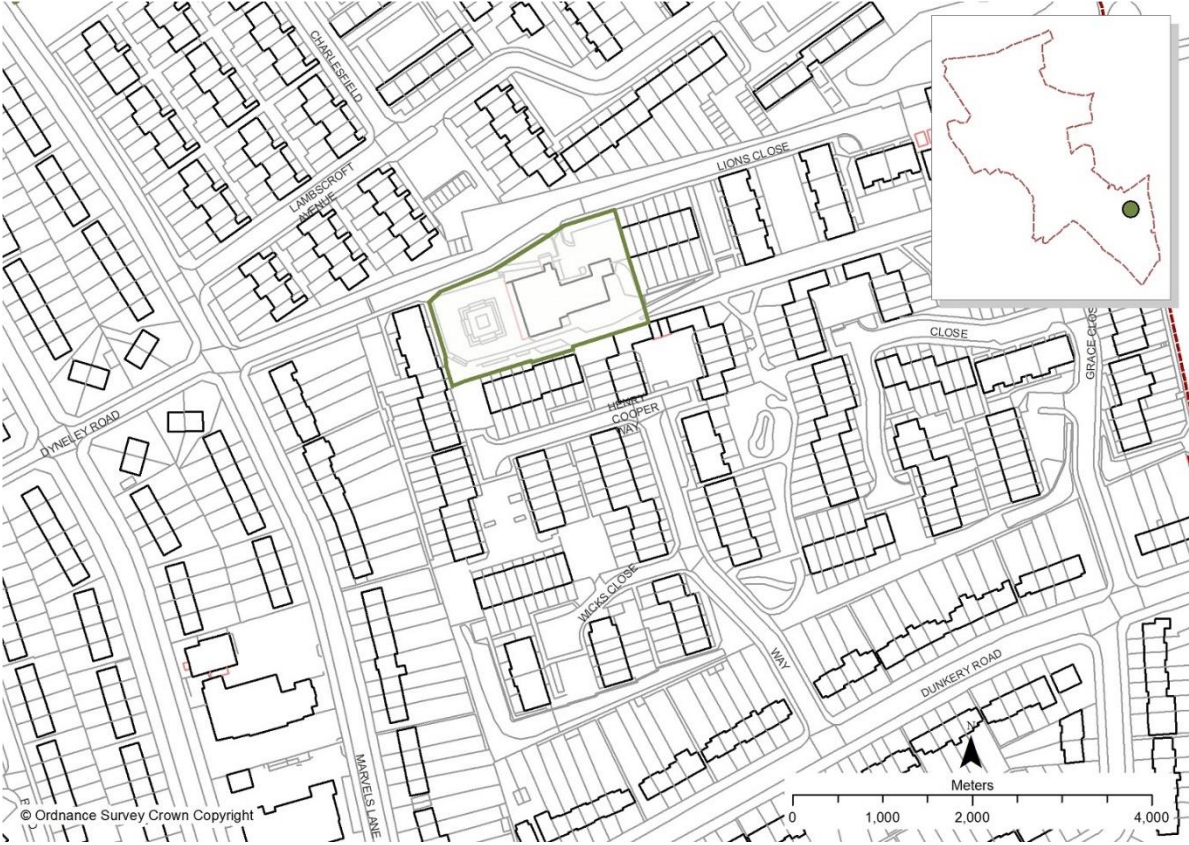 CHARLESFIELD
LIONS CLOSE
LAMBSCROFT
AVENUE
CLOSE
GRACE CLOSE
DYNELEY ROAD
HENRY
COOPER
WAY
WICKS CLOSE
WAY
DUNKERY ROAD
MARVELS LANE
N
Meters
0 1,000 2,000 4,000
© Ordnance Survey Crown Copyright